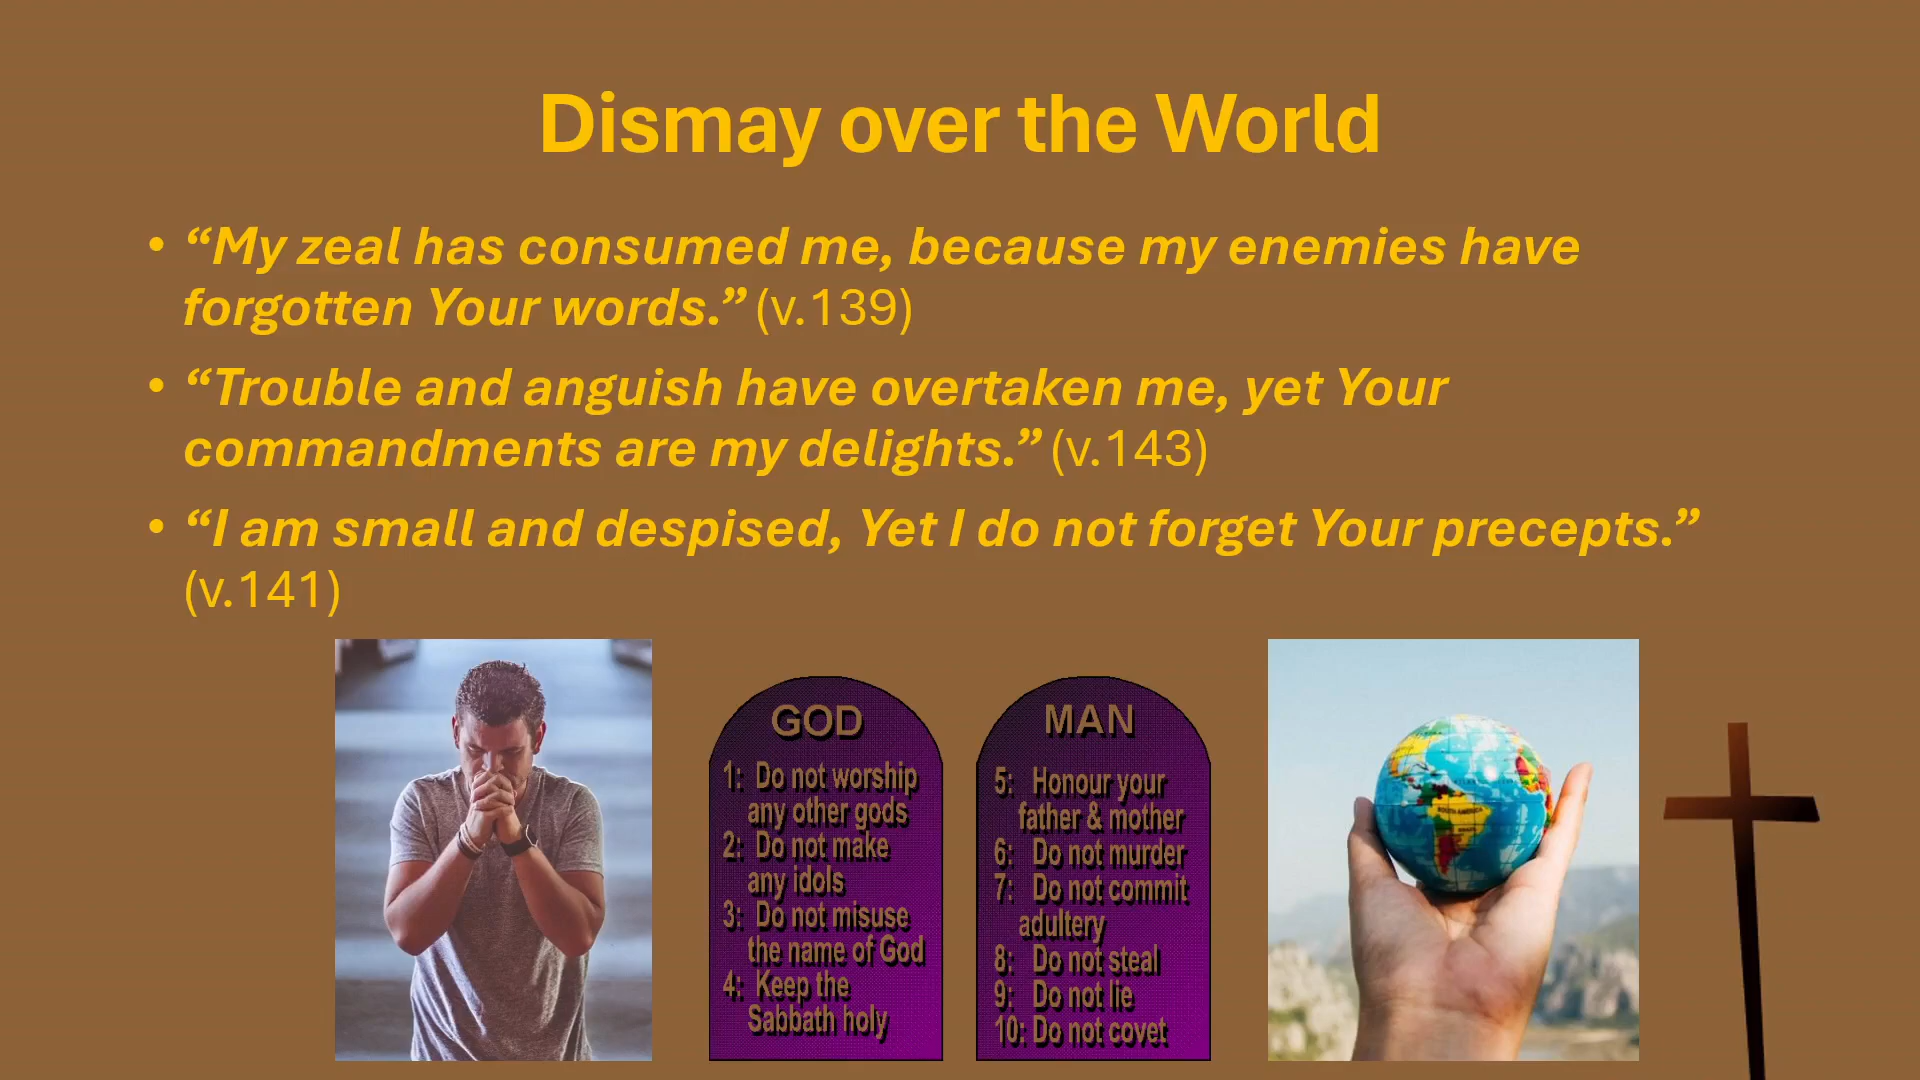 Dismay over the World
• “My zeal has consumed me, because my enemies have
forgotten Your words.” (v.139)
• “Trouble and anguish have overtaken me, yet Your
commandments are my delights.” (v.143)
• “I am small and despised, Yet I do not forget Your precepts.”
(v.141)
GOD
1: Do not worship
any other gods
2: Do not make
any idols
3: Do not misuse
the name of God
4: Keep the
Sabbath holy
MAN
5: Honour your
father & mother
6: Do not murder
7: Do not commit
adultery
8: Do not steal
9: Do not lie
10: Do not covet
SOUTH AMERICA